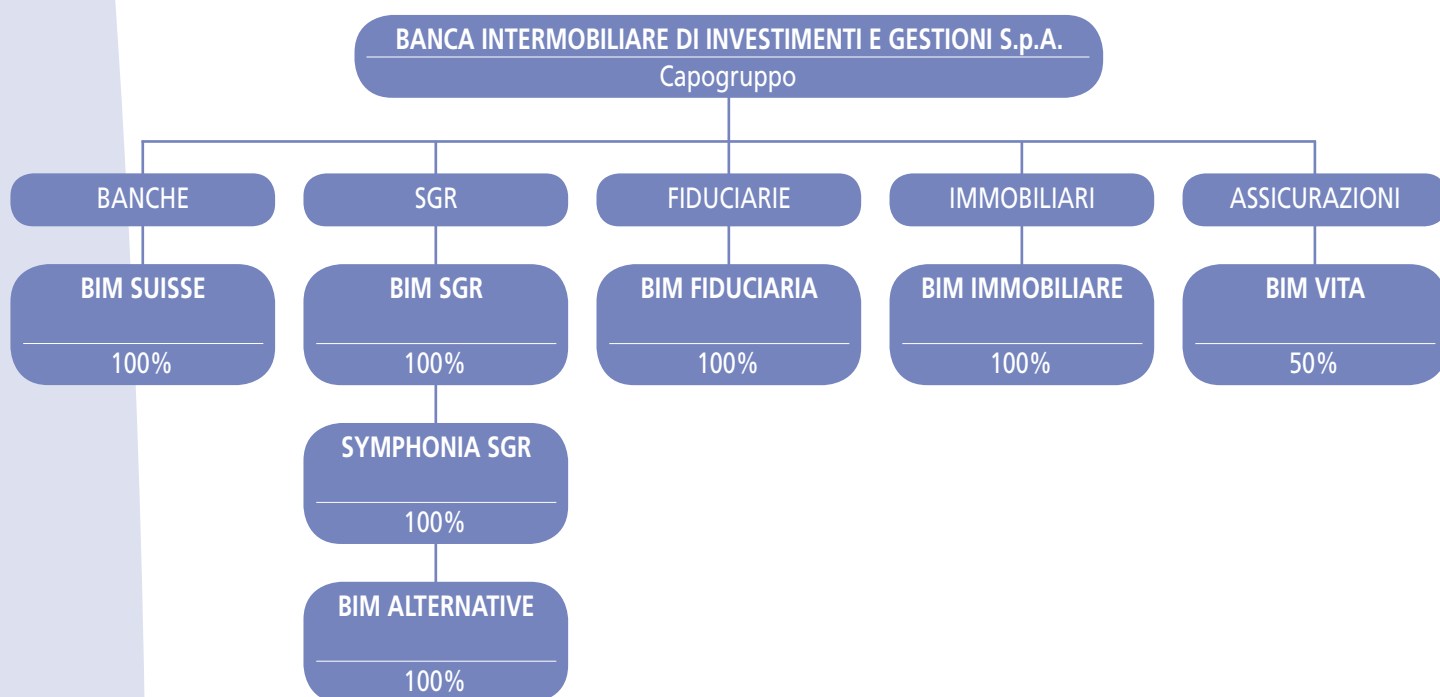 BANCA INTERMOBILIARE DI INVESTIMENTI E GESTIONI S.p.A.
Capogruppo
BANCHE
SGR
FIDUCIARIE
IMMOBILIARI
ASSICURAZIONI
BIM SUISSE
100%
BIM SGR
100%
BIM FIDUCIARIA
100%
BIM IMMOBILIARE
100%
BIM VITA
50%
SYMPHONIA SGR
100%
BIM ALTERNATIVE
100%